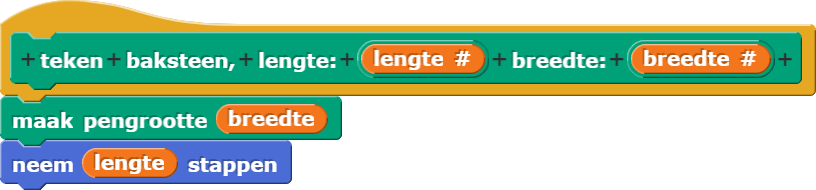 + teken + baksteen, + lengte: + lengte # + breedte: + breedte # +
maak pengrootte breedte
neem lengte stappen